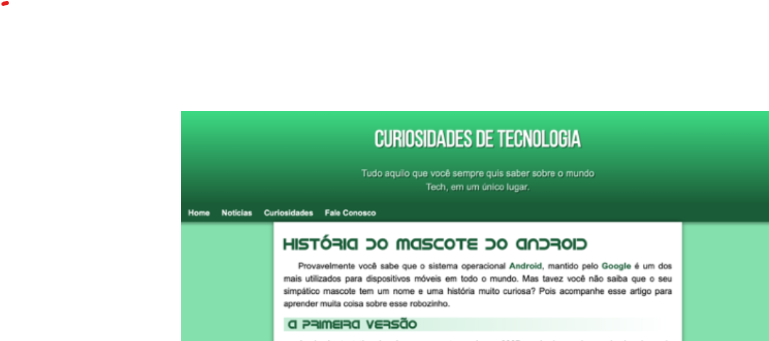 CURIOSIDADES DE TECNOLOGIA
Tudo aquilo que você sempre quis saber sobre o mundo
Tech, em um único lugar.
Home Notícias Curiosidades Fale Conosco
HISTÓRIA DO MASCOTE DO ANDROID
Provavelmente você sabe que o sistema operacional Android, mantido pelo Google é um dos
mais utilizados para dispositivos móveis em todo o mundo. Mas tavez você não saiba que o seu
simpático mascote tem um nome e uma história muito curiosa? Pois acompanhe esse artigo para
aprender muita coisa sobre esse robozinho.
A PRIMEIRA VERSÃO